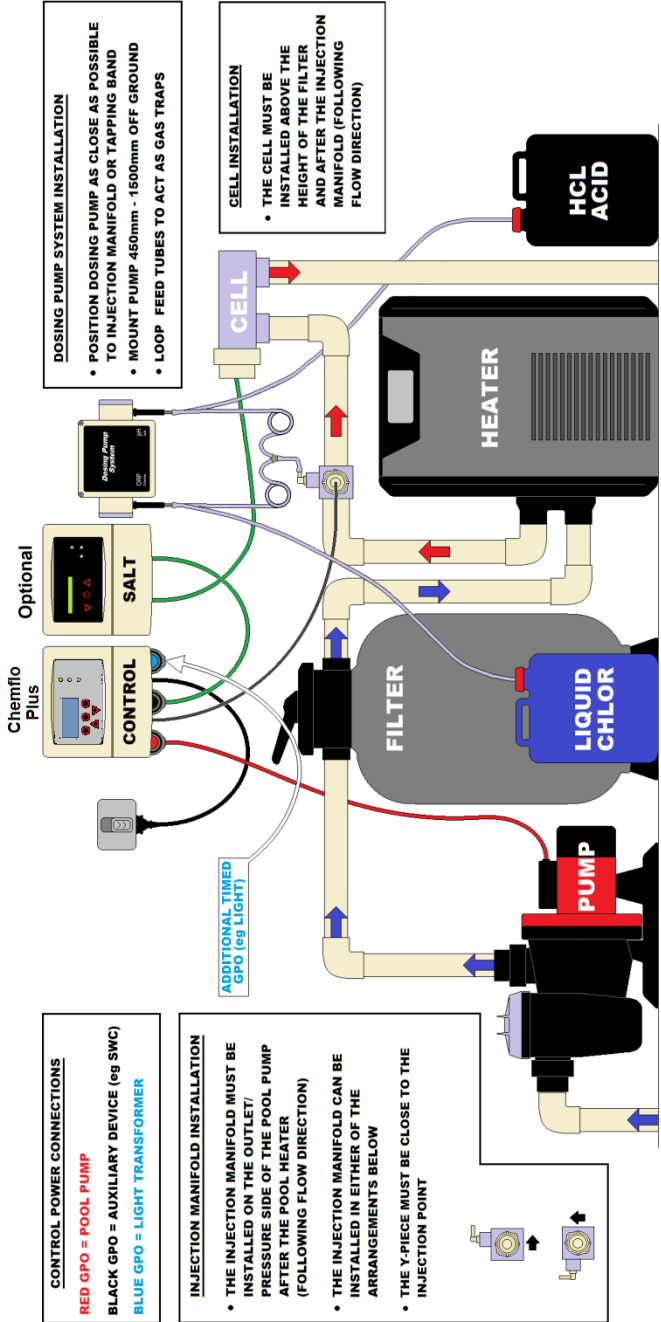 CONTROL POWER CONNECTIONS
RED GPO = POOL PUMP
BLACK GPO = AUXILIARY DEVICE (eg SWC)
BLUE GPO = LIGHT TRANSFORMER
INJECTION MANIFOLD INSTALLATION
• THE INJECTION MANIFOLD MUST BE
INSTALLED ON THE OUTLET/
PRESSURE SIDE OF THE POOL PUMP
AFTER THE POOL HEATER
(FOLLOWING FLOW DIRECTION)
• THE INJECTION MANIFOLD CAN BE
INSTALLED IN EITHER OF THE
ARRANGEMENTS BELOW
• THE Y-PIECE MUST BE CLOSE TO THE
INJECTION POINT
ADDITIONAL TIMED
GPO (eg LIGHT)
Chemflo
Plus
CONTROL
Optional
SALT
Dosing Pump
System
ORP
pH
DOSING PUMP SYSTEM INSTALLATION
• POSITION DOSING PUMP AS CLOSE AS POSSIBLE
TO INJECTION MANIFOLD OR TAPPING BAND
• MOUNT PUMP 450mm - 1500mm OFF GROUND
• LOOP FEED TUBES TO ACT AS GAS TRAPS
CELL INSTALLATION
• THE CELL MUST BE
INSTALLED ABOVE THE
HEIGHT OF THE FILTER
AND AFTER THE INJECTION
MANIFOLD (FOLLOWING
FLOW DIRECTION)
CELL
PUMP
FILTER
LIQUID
CHLOR
HEATER
HCL
ACID